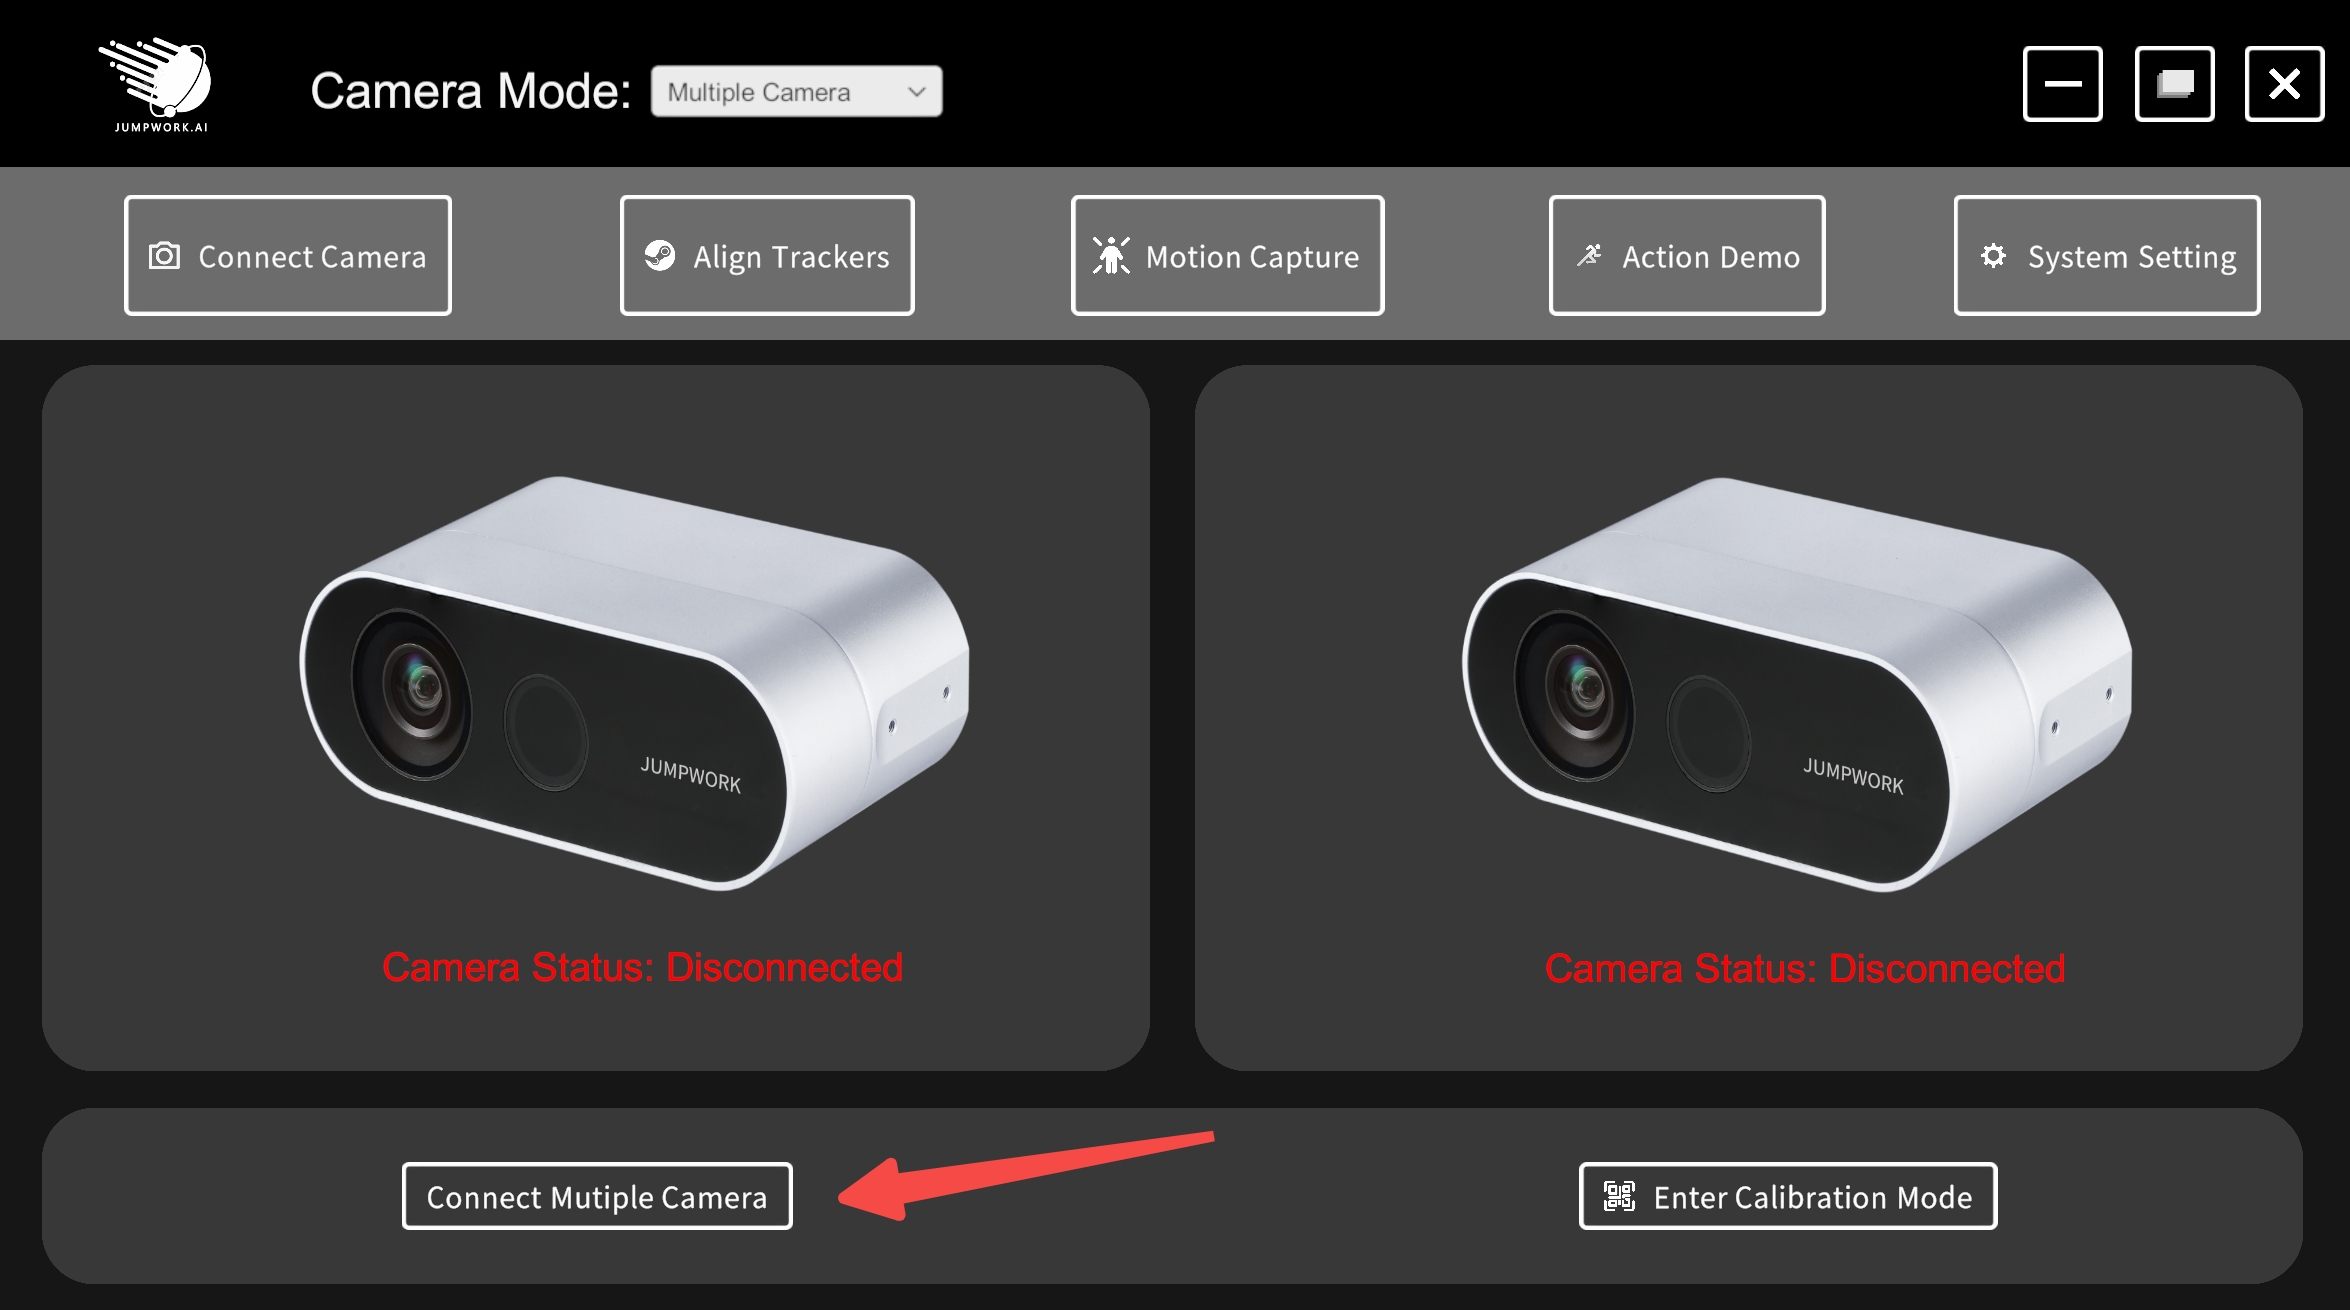 JUMPWORK.AI
Camera Mode:
Multiple Camera
Connect Camera
Align Trackers
Motion Capture
Action Demo
System Setting
JUMPWORK
JUMPWORK
Camera Status: Disconnected
Camera Status: Disconnected
Connect Mutiple Camera
Enter Calibration Mode